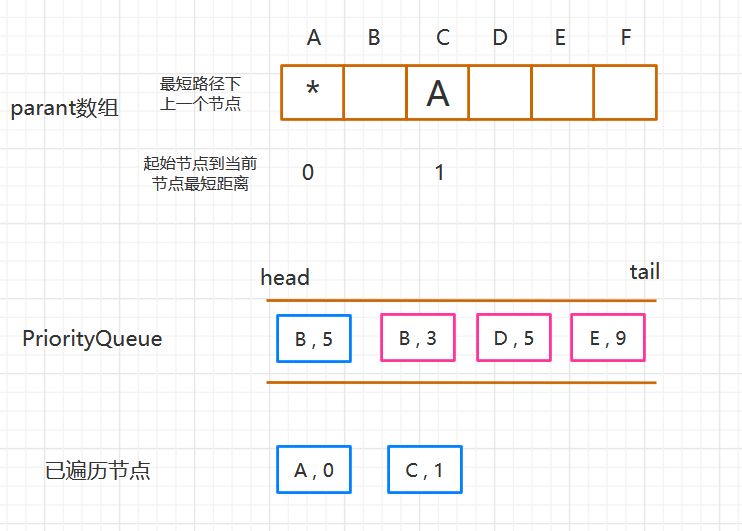 A B C D E F
parant数组
最短路径下
上一个节点
* A
起始节点到当前
节点最短距离
0 1
head
tail
PriorityQueue
B , 5 B , 3 D , 5 E , 9
已遍历节点
A , 0 C , 1